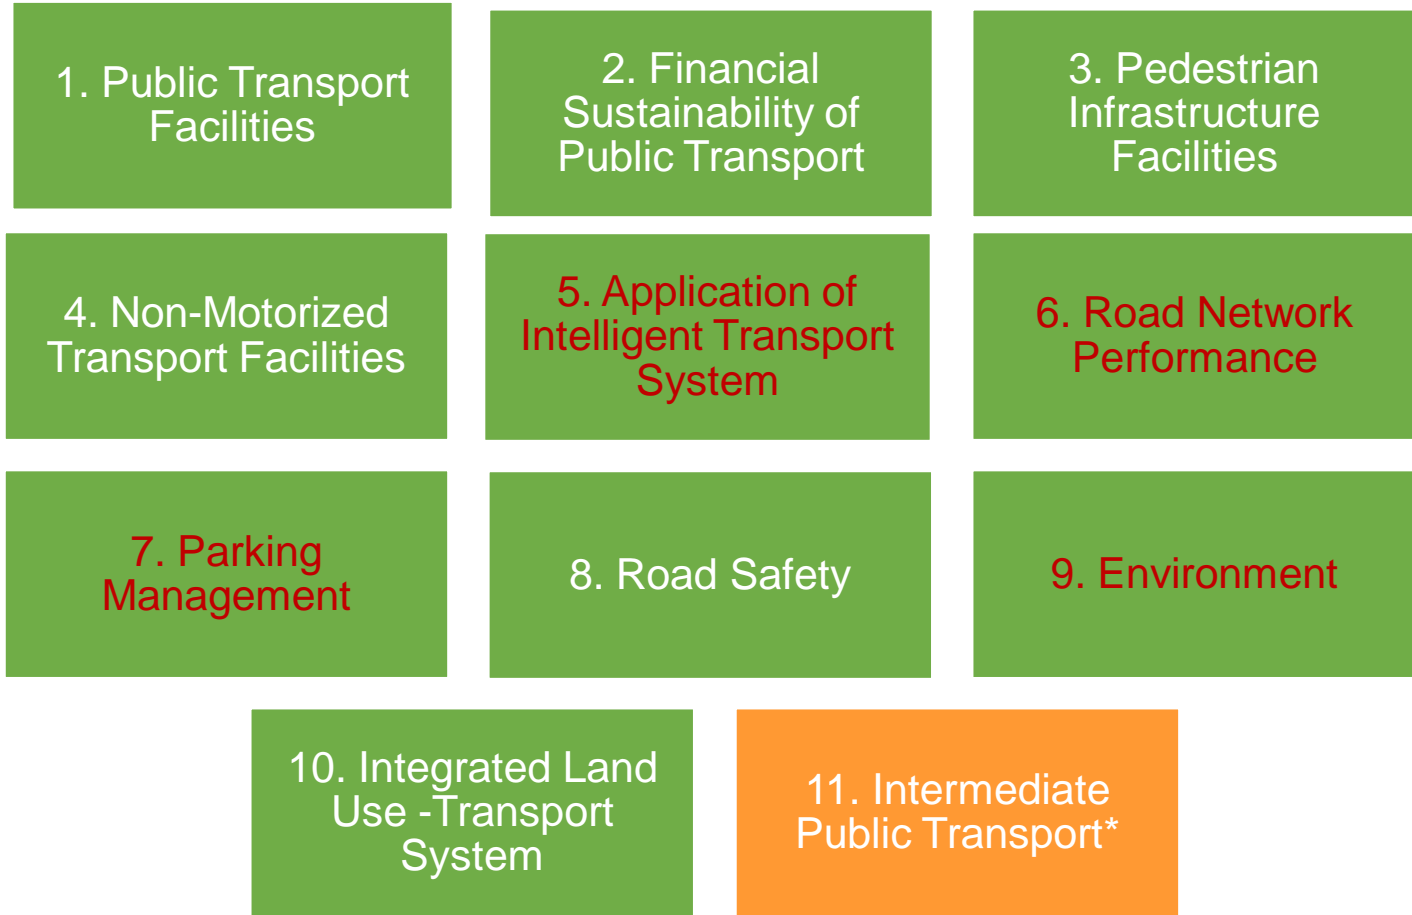 1. Public Transport
Facilities
2. Financial
Sustainability of
Public Transport
3. Pedestrian
Infrastructure
Facilities
4. Non-Motorized
Transport Facilities
5. Application of
Intelligent Transport
System
6. Road Network
Performance
7. Parking
Management
8. Road Safety
9. Environment
10. Integrated Land
Use -Transport
System
11. Intermediate
Public Transport*